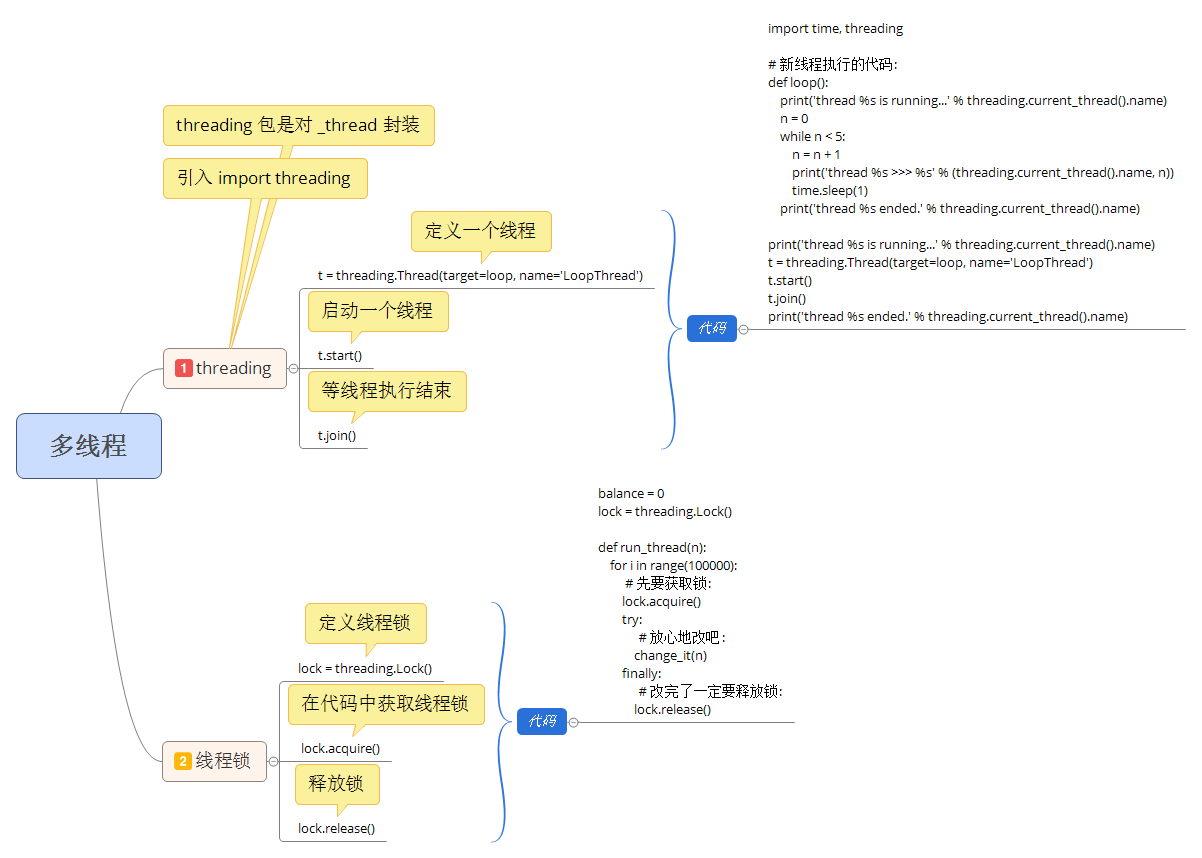 多线程
1 threading
threading 包是对 _thread 封装
引入 import threading
定义一个线程
t = threading.Thread(target=loop, name='LoopThread')
启动一个线程
t.start()
等线程执行结束
t.join()
代码
import time, threading
# 新线程执行的代码:
def loop():
print('thread %s is running...' % threading.current_thread().name)
n = 0
while n < 5:
n = n + 1
print('thread %s >>> %s' % (threading.current_thread().name, n))
time.sleep(1)
print('thread %s ended.' % threading.current_thread().name)
print('thread %s is running...' % threading.current_thread().name)
t = threading.Thread(target=loop, name='LoopThread')
t.start()
t.join()
print('thread %s ended.' % threading.current_thread().name)
2 线程锁
定义线程锁
lock = threading.Lock()
在代码中获取线程锁
lock.acquire()
释放锁
lock.release()
代码
balance = 0
lock = threading.Lock()
def run_thread(n):
for i in range(100000):
# 先要获取锁:
lock.acquire()
try:
# 放心地改吧:
change_it(n)
finally:
# 改完了一定要释放锁:
lock.release()